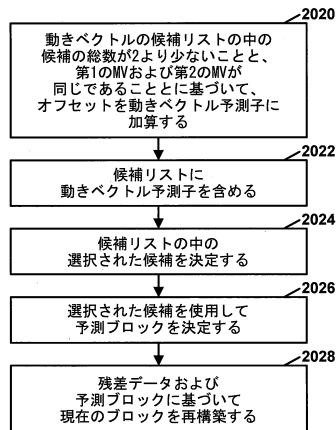 2020
動きベクトルの候補リストの中の
候補の総数が2より少ないことと、
第1のMVおよび第2のMVが
同じであることとに基づいて、
オフセットを動きベクトル予測子に
加算する
2022
候補リストに
動きベクトル予測子を含める
2024
候補リストの中の
選択された候補を決定する
2026
選択された候補を使用して
予測ブロックを決定する
2028
残差データおよび
予測ブロックに基づいて
現在のブロックを再構築する